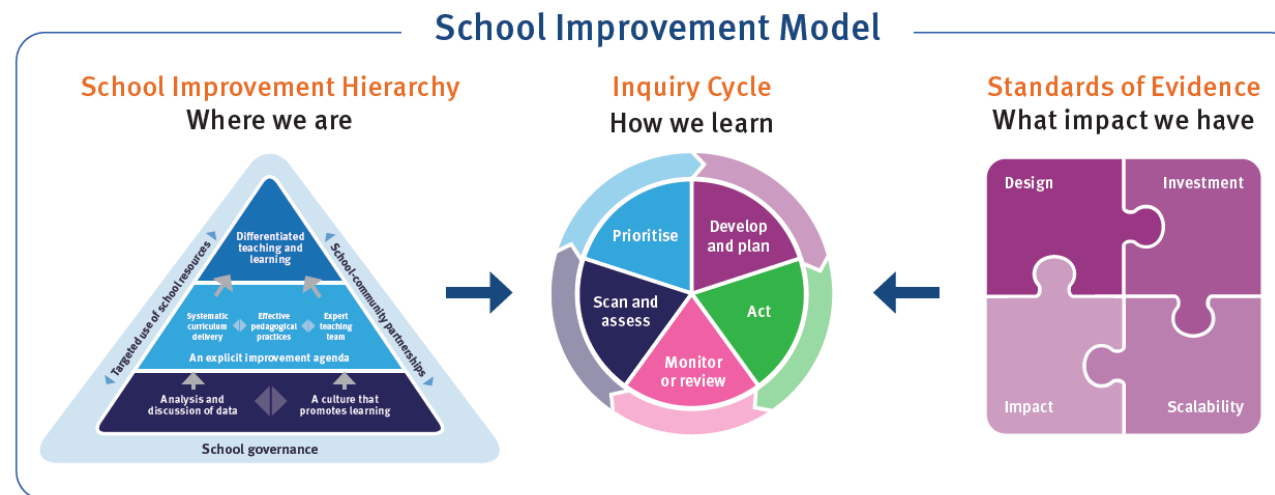 School Improvement Model
School Improvement Hierarchy
Where we are
Targeted use of school resources
School-community partnerships
Differentiated
teaching and
learning
Systematic
curriculum
delivery
Effective
pedagogical
practices
Expert
teaching
team
An explicit improvement agenda
Analysis and
discussion of data
A culture that
promotes learning
School governance
Inquiry Cycle
How we learn
Prioritise
Develop
and plan
Scan and
assess
Act
Monitor
or review
Standards of Evidence
What impact we have
Design
Investment
Impact
Scalability